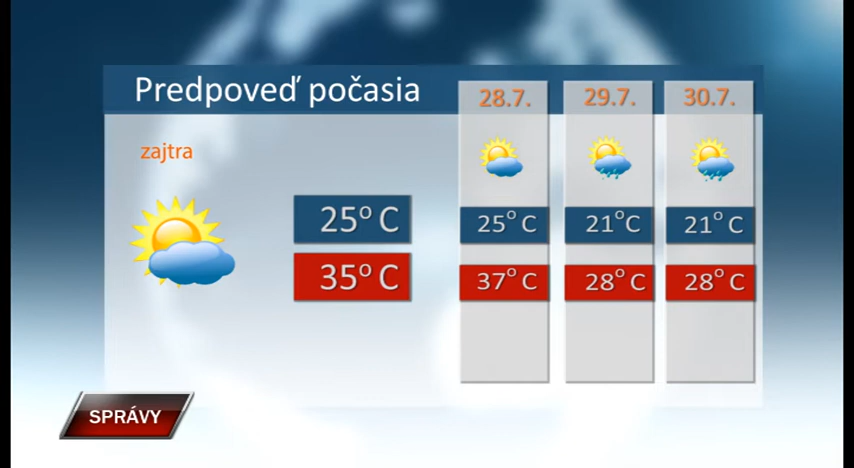 Predpoveď počasia
zajtra
25° C
35° C
28.7.
29.7.
30.7.
25° C
21°C
21° C
37° C
28° C
28° C
SPRÁVY